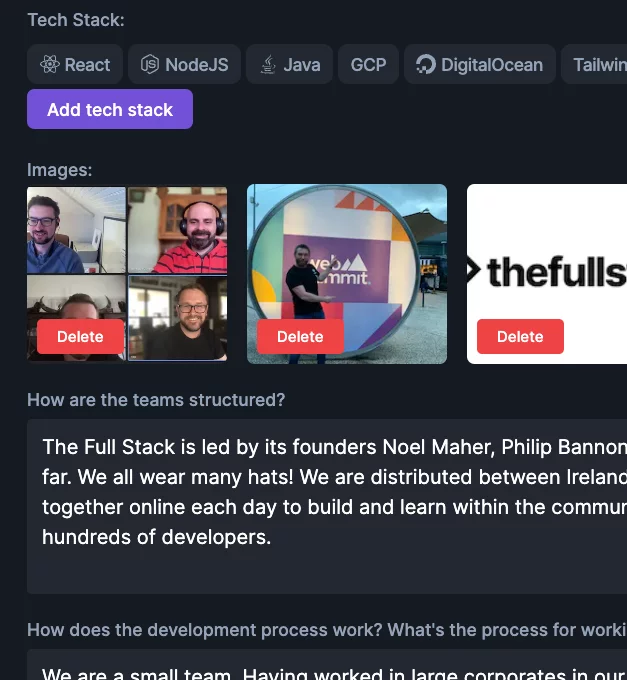 Tech Stack:
React NodeJS Java GCP DigitalOcean Tailwin
Add tech stack
Images:
web
summit
thefulls
Delete Delete Delete
How are the teams structured?
The Full Stack is led by its founders Noel Maher, Philip Bannon
far. We all wear many hats! We are distributed between Ireland
together online each day to build and learn within the commun
hundreds of developers.
How does the development process work? What's the process for worki
We are a small team. Having worked in large corporates in our